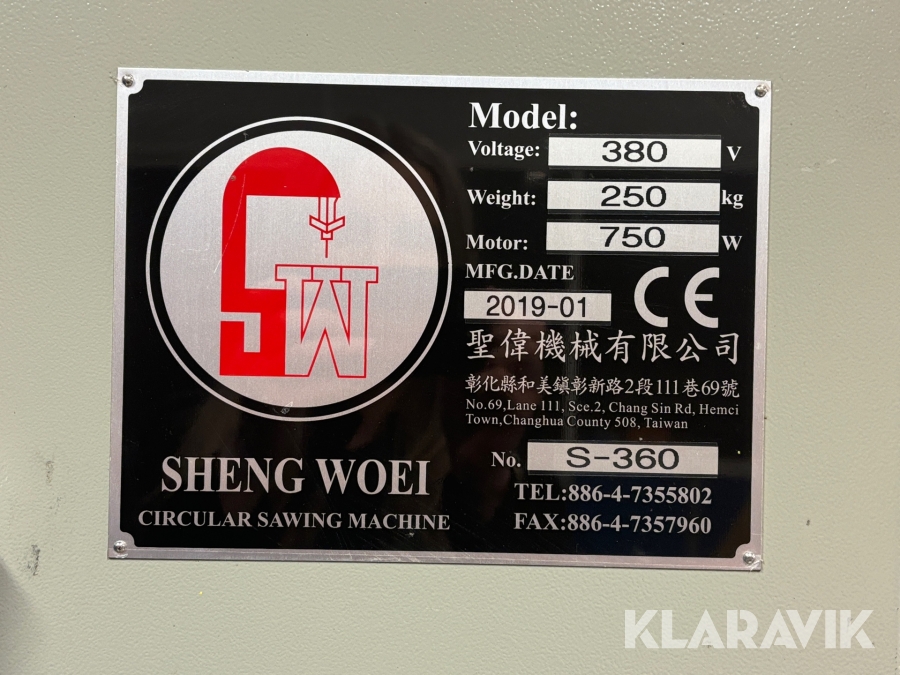 SW
SHENG WOEI
CIRCULAR SAWING MACHINE
Model:
Voltage: 380 V
Weight: 250 kg
Motor: 750 W
MFG.DATE
2019-01 CE
聖偉機械有限公司
彰化縣和美鎮彰新路2段111巷69號
No.69,Lane 111, Sce.2, Chang Sin Rd, Hemci
Town,Changhua County 508, Taiwan
No. S-360
TEL:886-4-7355802
FAX:886-4-7357960
KLARAVIK